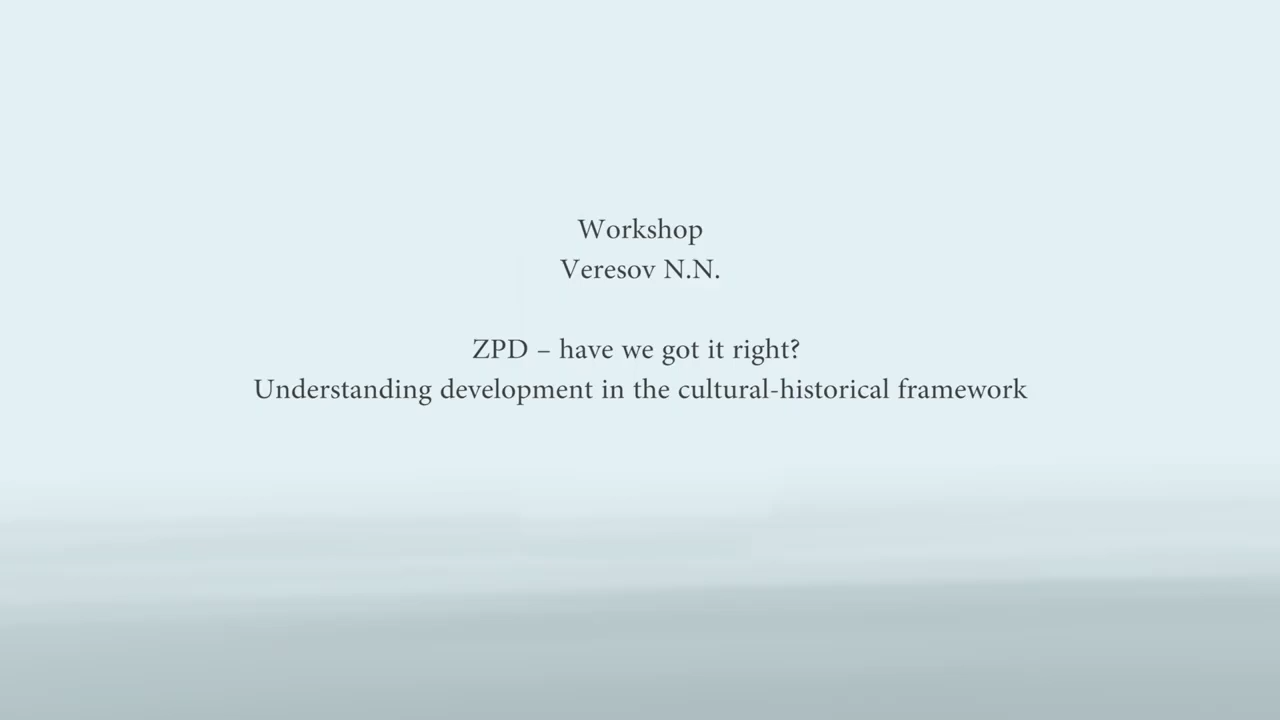 Workshop
Veresov N.N.
ZPD – have we got it right?
Understanding development in the cultural-historical framework